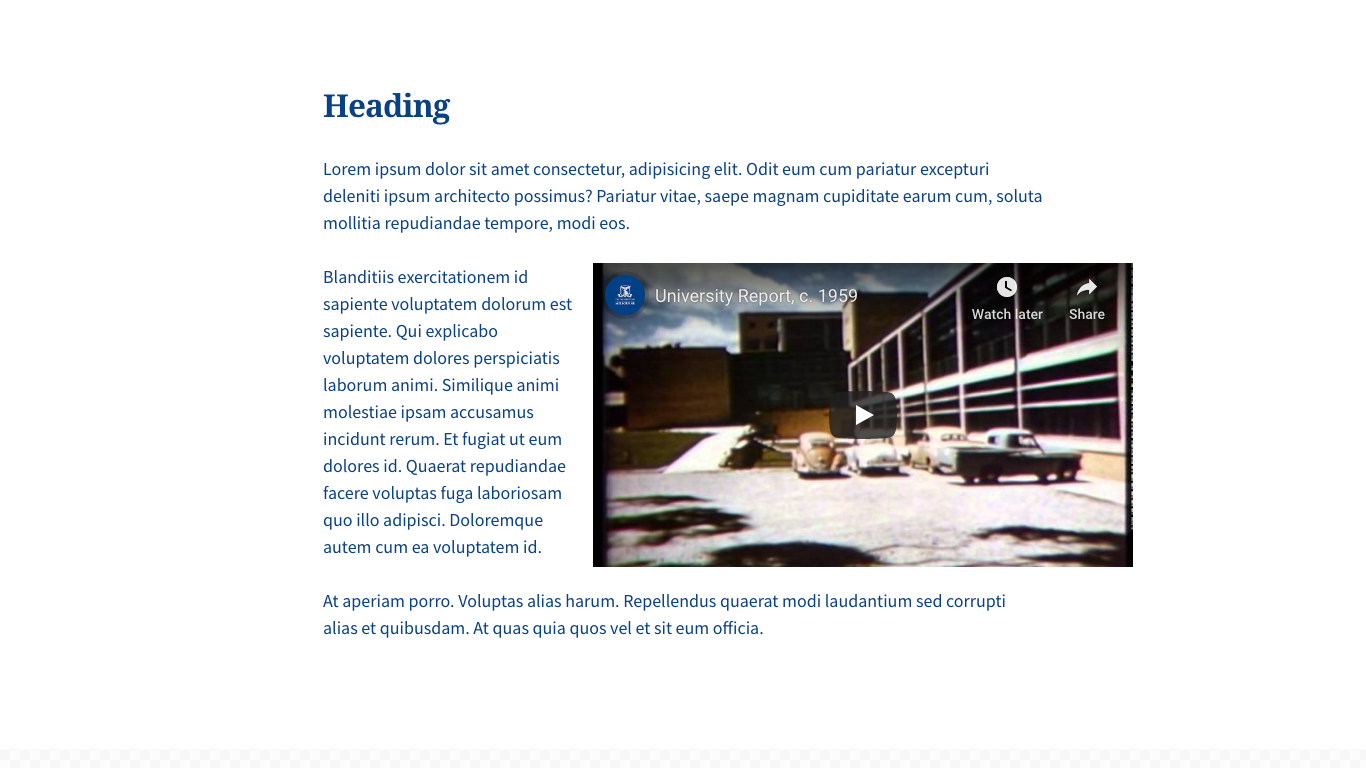 Heading
Lorem ipsum dolor sit amet consectetur, adipisicing elit. Odit eum cum pariatur excepturi
deleniti ipsum architecto possimus? Pariatur vitae, saepe magnam cupiditate earum cum, soluta
mollitia repudiandae tempore, modi eos.
Blanditiis exercitationem id
sapiente voluptatem dolorum est
sapiente. Qui explicabo
voluptatem dolores perspiciatis
laborum animi. Similique animi
molestiae ipsam accusamus
incidunt rerum. Et fugiat ut eum
dolores id. Quaerat repudiandae
facere voluptas fuga laboriosam
quo illo adipisci. Doloremque
autem cum ea voluptatem id.
University Report, c. 1959
Watch later
Share
At aperiam porro. Voluptas alias harum. Repellendus quaerat modi laudantium sed corrupti
alias et quibusdam. At quas quia quos vel et sit eum officia.